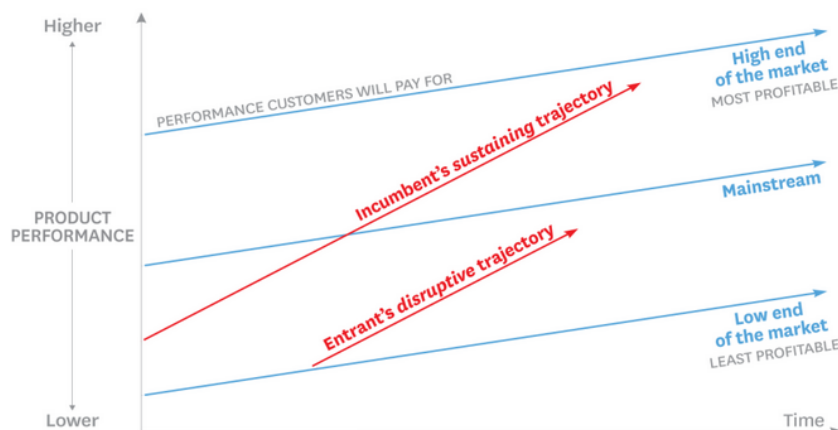 Higher
PERFORMANCE CUSTOMERS WILL PAY FOR
High end
of the market
MOST PROFITABLE
Incumbent's sustaining trajectory
Mainstream
PRODUCT
PERFORMANCE
Entrant's disruptive trajectory
Low end
of the market
LEAST PROFITABLE
Lower
Time